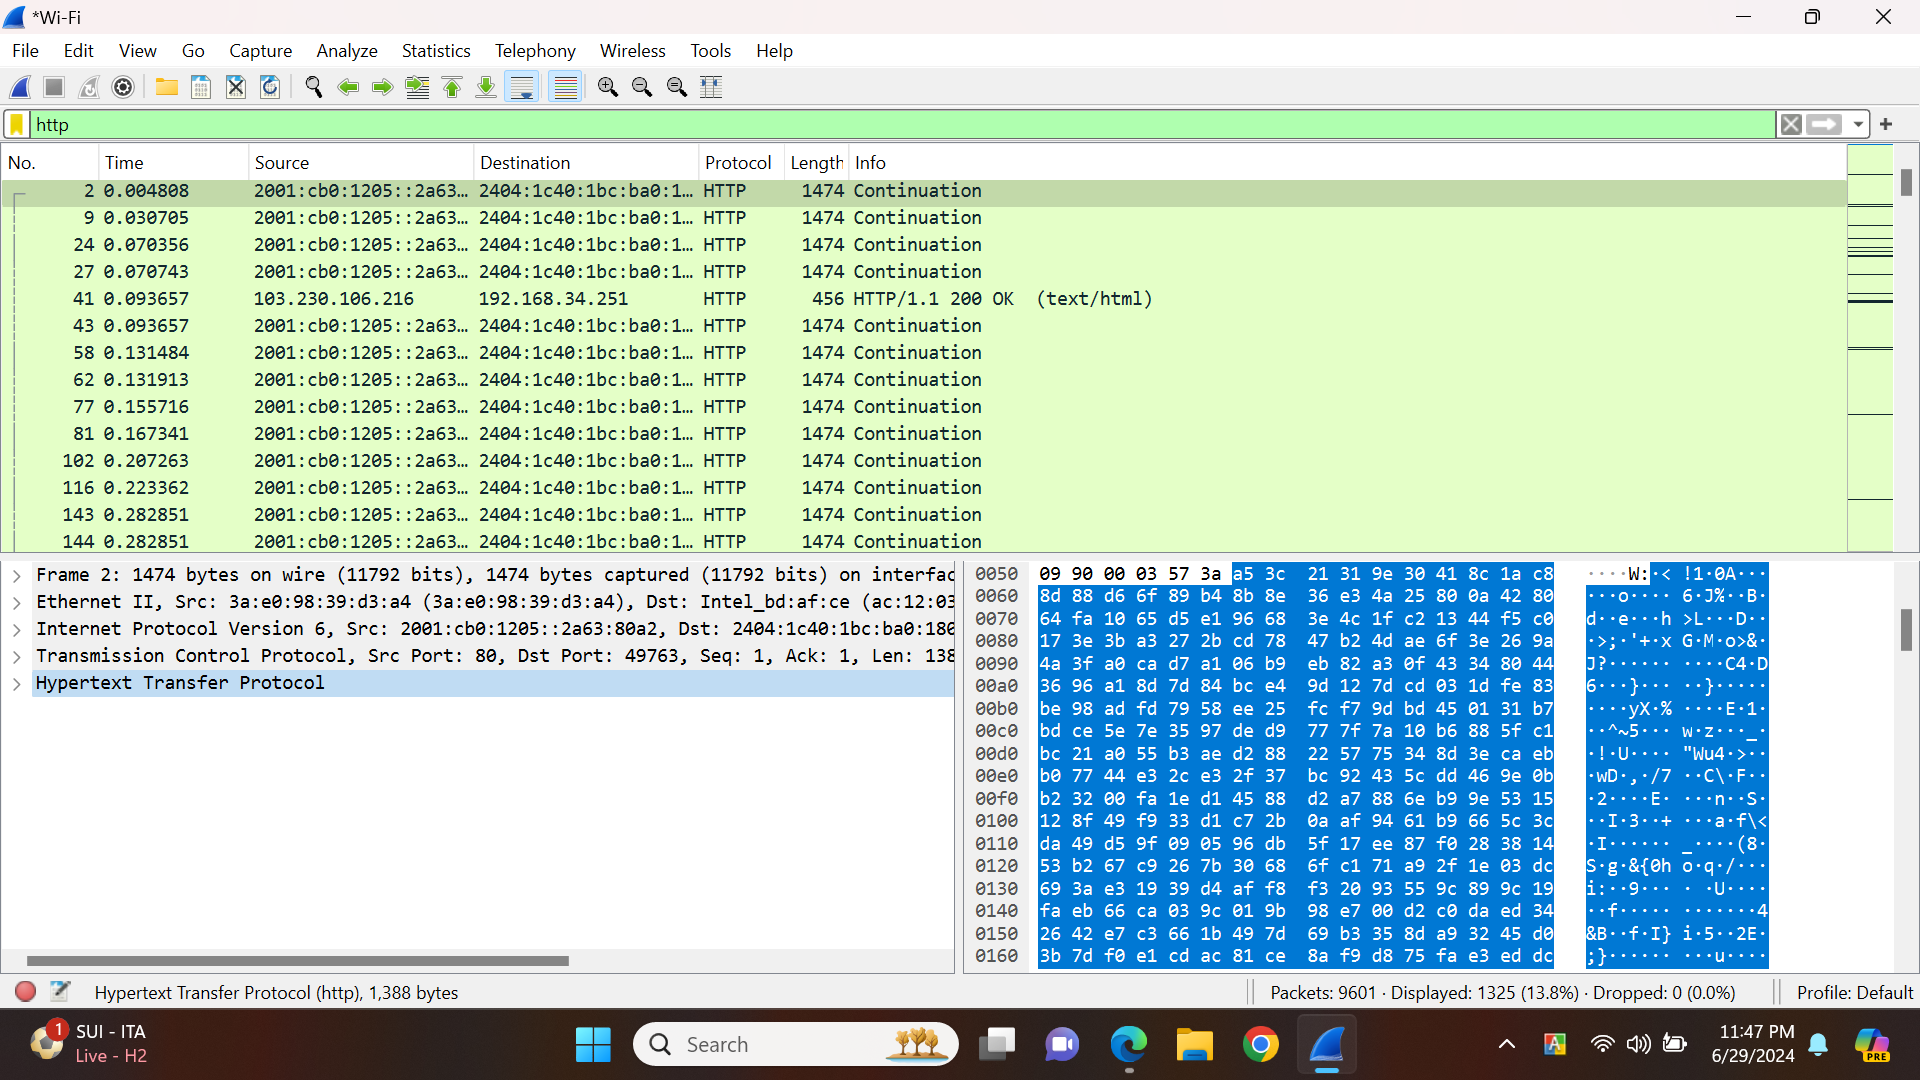 *Wi-Fi
File Edit View Go Capture Analyze Statistics Telephony Wireless Tools Help
http
No. Time Source Destination Protocol Length Info
2 0.004808 2001:cb0:1205::2a63… 2404:1c40:1bc:ba0:1… HTTP 1474 Continuation
9 0.030705 2001:cb0:1205::2a63… 2404:1c40:1bc:ba0:1… HTTP 1474 Continuation
24 0.070356 2001:cb0:1205::2a63… 2404:1c40:1bc:ba0:1… HTTP 1474 Continuation
27 0.070743 2001:cb0:1205::2a63… 2404:1c40:1bc:ba0:1… HTTP 1474 Continuation
41 0.093657 103.230.106.216 192.168.34.251 HTTP 456 HTTP/1.1 200 OK (text/html)
43 0.093657 2001:cb0:1205::2a63… 2404:1c40:1bc:ba0:1… HTTP 1474 Continuation
58 0.131484 2001:cb0:1205::2a63… 2404:1c40:1bc:ba0:1… HTTP 1474 Continuation
62 0.131913 2001:cb0:1205::2a63… 2404:1c40:1bc:ba0:1… HTTP 1474 Continuation
77 0.155716 2001:cb0:1205::2a63… 2404:1c40:1bc:ba0:1… HTTP 1474 Continuation
81 0.167341 2001:cb0:1205::2a63… 2404:1c40:1bc:ba0:1… HTTP 1474 Continuation
102 0.207263 2001:cb0:1205::2a63… 2404:1c40:1bc:ba0:1… HTTP 1474 Continuation
116 0.223362 2001:cb0:1205::2a63… 2404:1c40:1bc:ba0:1… HTTP 1474 Continuation
143 0.282851 2001:cb0:1205::2a63… 2404:1c40:1bc:ba0:1… HTTP 1474 Continuation
144 0.282851 2001:cb0:1205::2a63… 2404:1c40:1bc:ba0:1… HTTP 1474 Continuation
Frame 2: 1474 bytes on wire (11792 bits), 1474 bytes captured (11792 bits) on interfac
Ethernet II, Src: 3a:e0:98:39:d3:a4 (3a:e0:98:39:d3:a4), Dst: Intel_bd:af:ce (ac:12:03
Internet Protocol Version 6, Src: 2001:cb0:1205::2a63:80a2, Dst: 2404:1c40:1bc:ba0:180
Transmission Control Protocol, Src Port: 80, Dst Port: 49763, Seq: 1, Ack: 1, Len: 138
Hypertext Transfer Protocol
0050 09 90 00 03 57 3a a5 3c 21 31 9e 30 41 8c 1a c8 ····W:·< !1·0A···
0060 8d 88 d6 6f 89 b4 8b 8e 36 e3 4a 25 80 0a 42 80 ···o···· 6·J%··B·
0070 64 fa 10 65 d5 e1 96 68 3e 4c 1f c2 13 44 f5 c0 d··e···h >L···D··
0080 17 3e 3b a3 27 2b cd 78 47 b2 4d ae 6f 3e 26 9a ·>;·'+·x G·M·o>&·
0090 4a 3f a0 ca d7 a1 06 b9 eb 82 a3 0f 43 34 80 44 J?······ ····C4·D
00a0 36 96 a1 8d 7d 84 bc e4 9d 12 7d cd 03 1d fe 83 6···}··· ··}·····
00b0 be 98 ad fd 79 58 ee 25 fc f7 9d bd 45 01 31 b7 ····yX·% ····E·1·
00c0 bd ce 5e 7e 35 97 de d9 77 7f 7a 10 b6 88 5f c1 ··^~5··· w·z···_·
00d0 bc 21 a0 55 b3 ae d2 88 22 57 75 34 8d 3e ca eb ·!·U···· "Wu4·>··
00e0 b0 77 44 e3 2c e3 2f 37 bc 92 43 5c dd 46 9e 0b ·wD·,·/7 ··C\·F··
00f0 b2 32 00 fa 1e d1 45 88 d2 a7 88 6e b9 9e 53 15 ·2····E· ···n··S·
0100 12 8f 49 f9 33 d1 c7 2b 0a af 94 61 b9 66 5c 3c ··I·3··+ ···a·f\<
0110 da 49 d5 9f 09 05 96 db 5f 17 ee 87 f0 28 38 14 ·I······ _····(8·
0120 53 b2 67 c9 26 7b 30 68 6f c1 71 a9 2f 1e 03 dc S·g·&{0h o·q·/···
0130 69 3a e3 19 39 d4 af f8 f3 20 93 55 9c 89 9c 19 i:··9··· · ·U····
0140 fa eb 66 ca 03 9c 01 9b 98 e7 00 d2 c0 da ed 34 ··f····· ·······4
0150 26 42 e7 c3 66 1b 49 7d 69 b3 35 8d a9 32 45 d0 &B··f·I} i·5··2E·
0160 3b 7d f0 e1 cd ac 81 ce 8a f9 d8 75 fa e3 ed dc ;}······ ···u····
Hypertext Transfer Protocol (http), 1,388 bytes Packets: 9601 · Displayed: 1325 (13.8%) · Dropped: 0 (0.0%) Profile: Default
1 SUI - ITA
Live - H2
Search
A
11:47 PM
6/29/2024
PRE